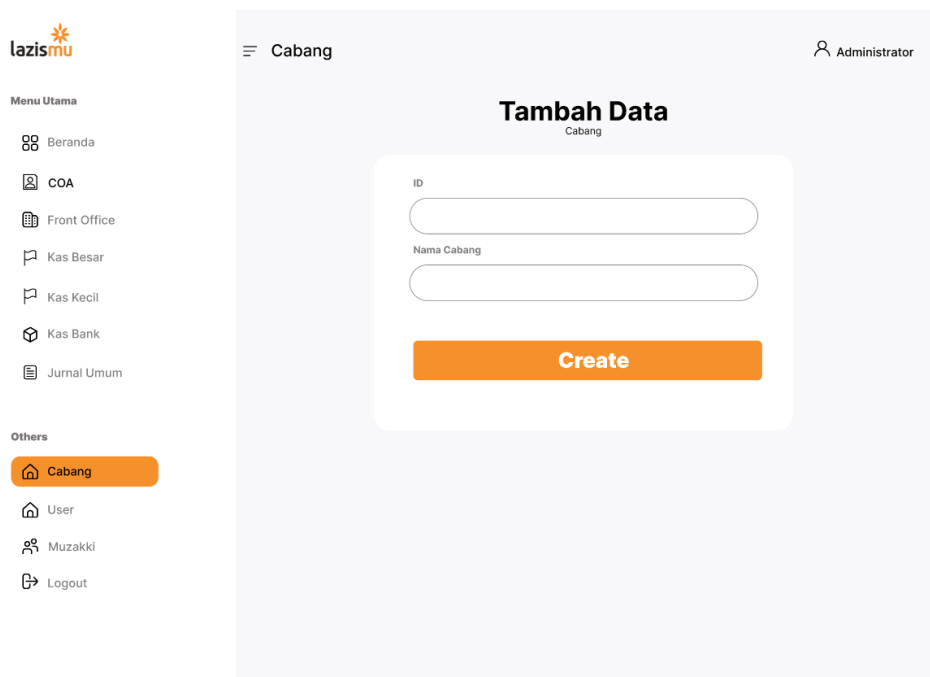 lazismu
Menu Utama
Beranda
COA
Front Office
Kas Besar
Kas Kecil
Kas Bank
Jurnal Umum
Others
Cabang
User
Muzakki
Logout
Cabang
Administrator
Tambah Data
Cabang
ID
Nama Cabang
Create